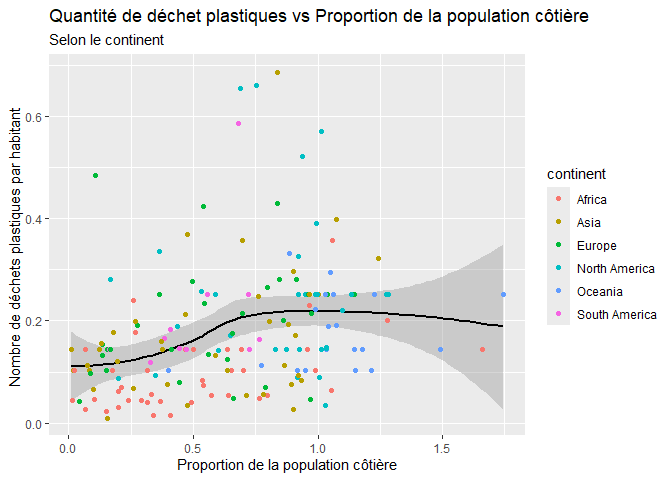 Quantité de déchet plastiques vs Proportion de la population côtière
Selon le continent
Nombre de déchets plastiques par habitant
0.6
0.4
0.2
0.0
0.0 0.5 1.0 1.5
Proportion de la population côtière
continent
Africa
Asia
Europe
North America
Oceania
South America